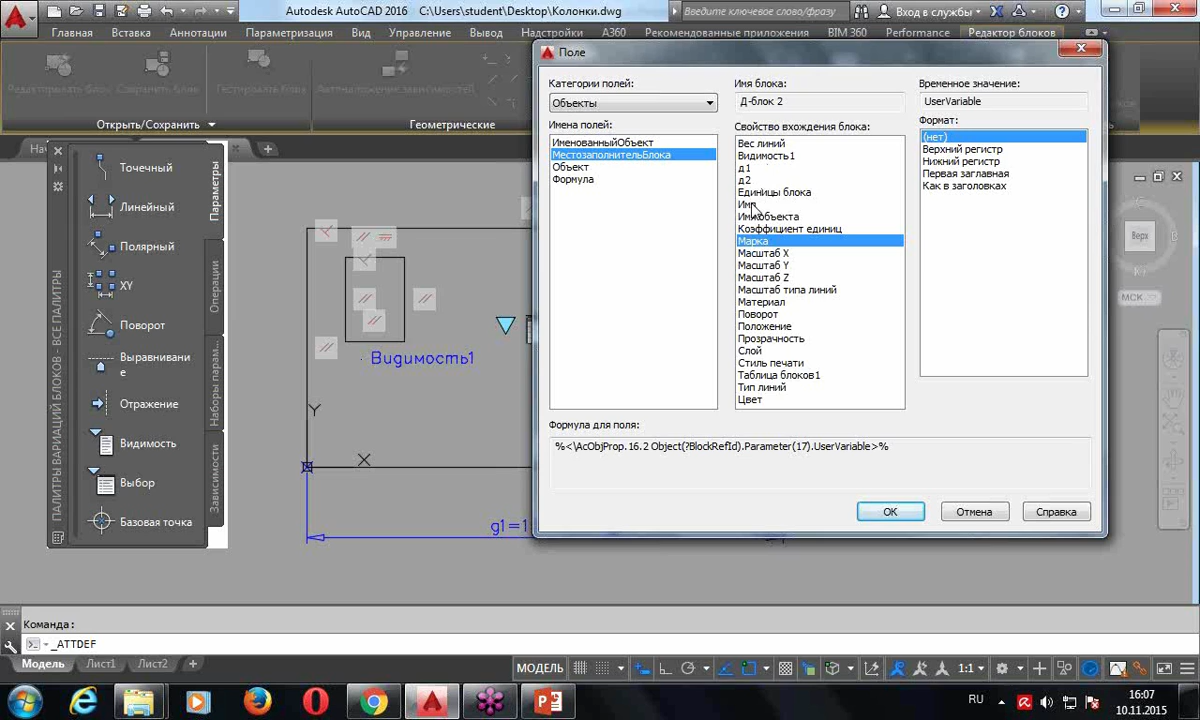 Autodesk AutoCAD 2016 C:\Users\student\Desktop\Колонки.dwg
Введите ключевое слово/фразу
Вход в службы
Главная Вставка Аннотации Параметризация Вид Управление Вывод Настройки A360 Рекомендованные приложения BIM 360 Performance Редактор блоков
Сохранить блок
Открыть/Сохранить
Геометрические
ПАЛИТРЫ ВАРИАЦИЙ БЛОКОВ - ВСЕ ПАЛИТРЫ
Точечный
Линейный
Полярный
XY
Поворот
Выравнивани
е
Отражение
Видимость
Выбор
Базовая точка
Параметры
Операции
Наборы парам...
Зависимости
Видимость1
Y
X
g1=1
Поле
Категории полей:
Объекты
Имена полей:
ИменованныйОбъект
МестозаполнительБлока
Объект
Формула
Имя блока:
Д-блок 2
Свойство вхождения блока:
Вес линий
Видимость1
д1
д2
Единицы блока
Имя
Имя объекта
Коэффициент единиц
Марка
Масштаб X
Масштаб Y
Масштаб Z
Масштаб типа линий
Материал
Поворот
Положение
Прозрачность
Слой
Стиль печати
Таблица блоков1
Тип линий
Цвет
Временное значение:
UserVariable
Формат:
(нет)
Верхний регистр
Нижний регистр
Первая заглавная
Как в заголовках
Формула для поля:
%<\AcObjProp.16.2 Object(?BlockRefId).Parameter(17).UserVariable>%
OK
Отмена
Справка
Верх
МСК
Команда:
_ATTDEF
Модель Лист1 Лист2
МОДЕЛЬ
1:1
RU
16:07
10.11.2015